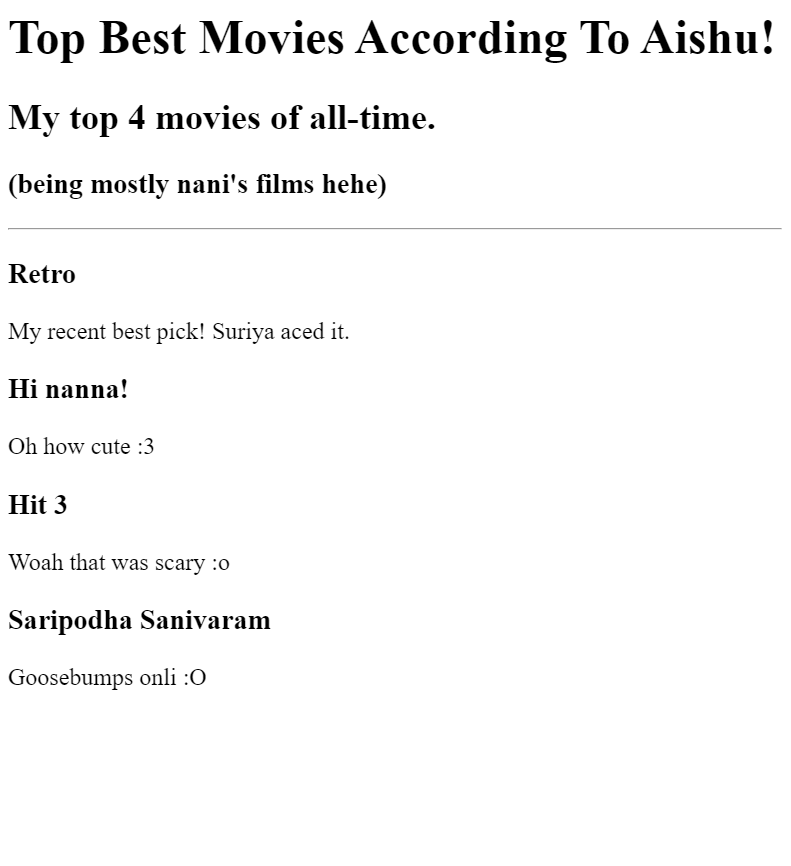 Top Best Movies According To Aishu!
My top 4 movies of all-time.
(being mostly nani's films hehe)
Retro
My recent best pick! Suriya aced it.
Hi nanna!
Oh how cute :3
Hit 3
Woah that was scary :o
Saripodha Sanivaram
Goosebumps onli :O